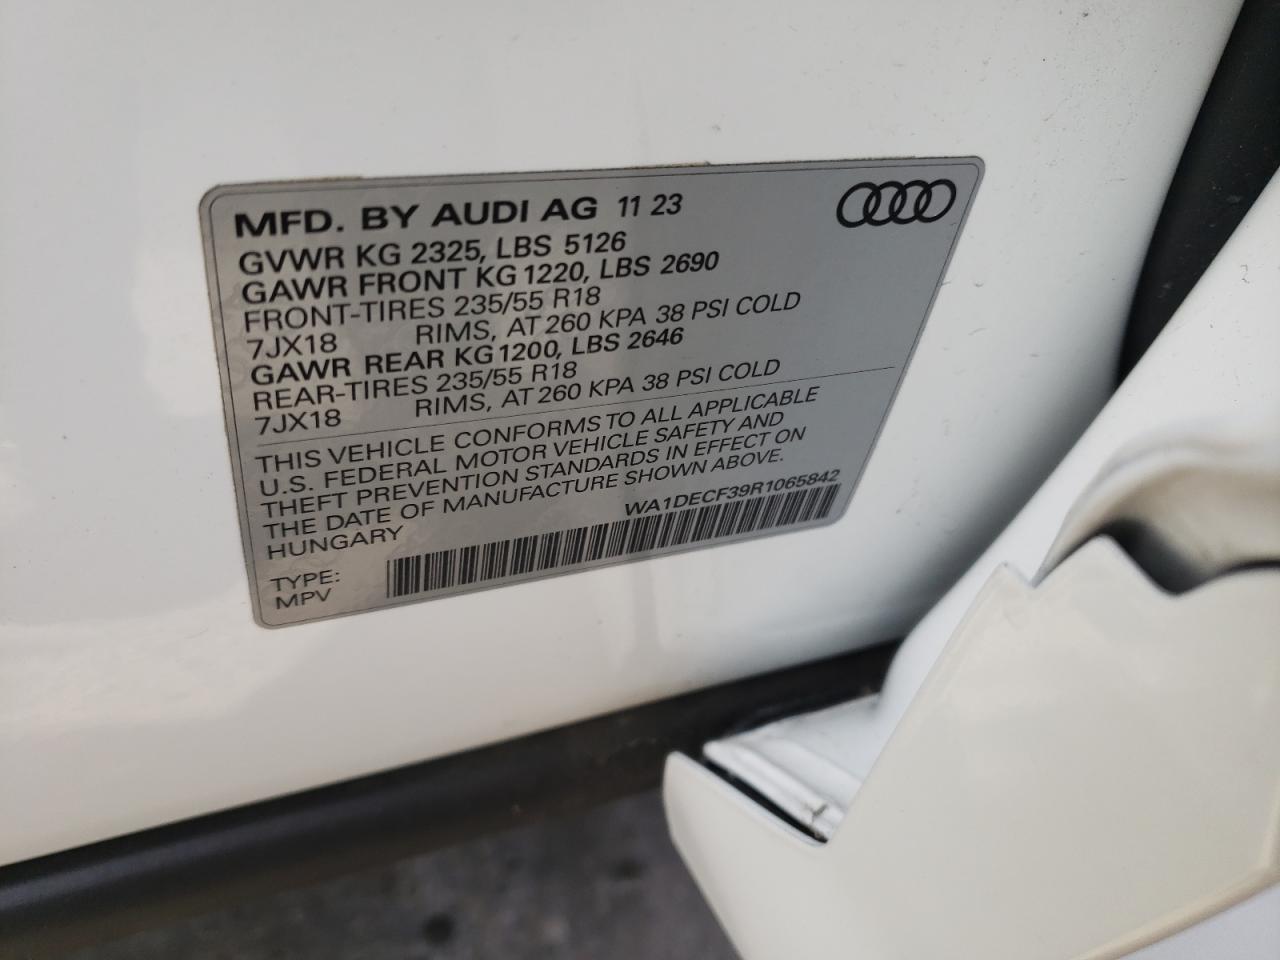 MFD. BY AUDI AG 11 23
GVWR KG 2325, LBS 5126
GAWR FRONT KG 1220, LBS 2690
FRONT-TIRES 235/55 R18
7JX18 RIMS, AT 260 KPA 38 PSI COLD
GAWR REAR KG 1200, LBS 2646
REAR-TIRES 235/55 R18
7JX18 RIMS, AT 260 KPA 38 PSI COLD
THIS VEHICLE CONFORMS TO ALL APPLICABLE
U.S. FEDERAL MOTOR VEHICLE SAFETY AND
THEFT PREVENTION STANDARDS IN EFFECT ON
THE DATE OF MANUFACTURE SHOWN ABOVE.
HUNGARY WA1DECF39R1065842
TYPE:
MPV